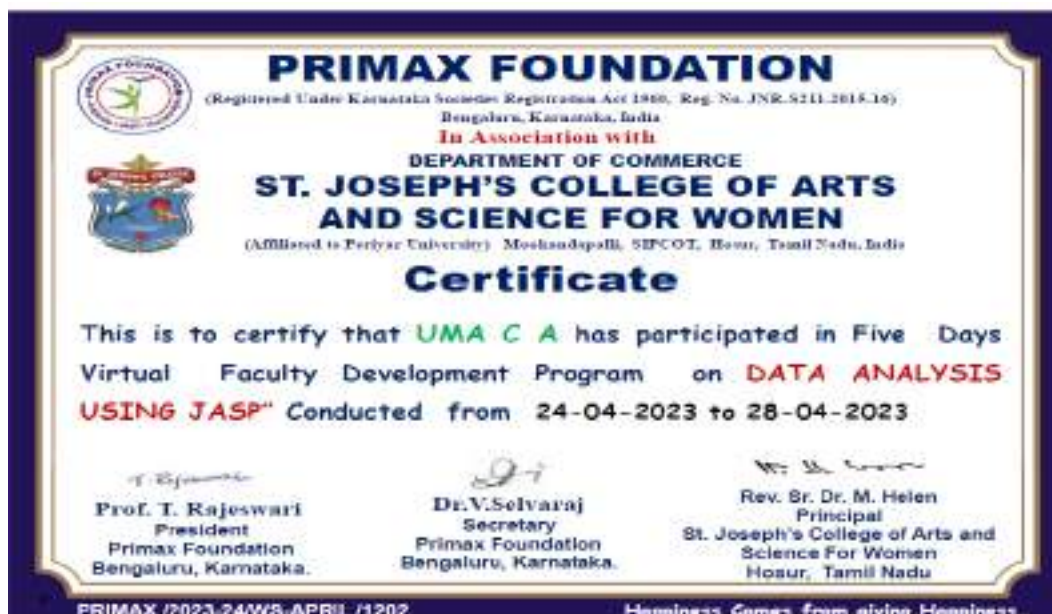 PRIMAX FOUNDATION
PRIMAX FOUNDATION
(Registered Under Karnataka Societies Registration Act 1960, Reg. No. JNR.S211.2015.16)
Bengaluru, Karnataka, India
In Association with
DEPARTMENT OF COMMERCE
ST. JOSEPH'S COLLEGE OF ARTS
AND SCIENCE FOR WOMEN
(Affiliated to Periyar University) Mookandapalli, SIPCOT, Hosur, Tamil Nadu, India
Certificate
This is to certify that UMA C A has participated in Five Days
Virtual Faculty Development Program on DATA ANALYSIS
USING JASP" Conducted from 24-04-2023 to 28-04-2023
Prof. T. Rajeswari
President
Primax Foundation
Bengaluru, Karnataka.
Dr.V.Selvaraj
Secretary
Primax Foundation
Bengaluru, Karnataka.
Rev. Sr. Dr. M. Helen
Principal
St. Joseph's College of Arts and
Science For Women
Hosur, Tamil Nadu
PRIMAX /2023-24/WS-APRIL /1202
Happiness Comes from giving Happiness